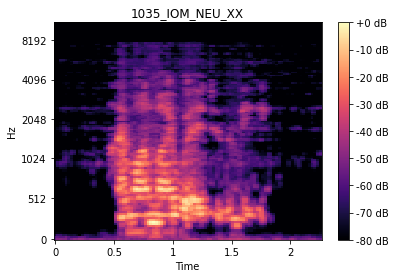 1035_IOM_NEU_XX
8192
4096
2048
1024
512
0
Hz
0
0.5
1
1.5
2
Time
+0 dB
-10 dB
-20 dB
-30 dB
-40 dB
-50 dB
-60 dB
-70 dB
-80 dB